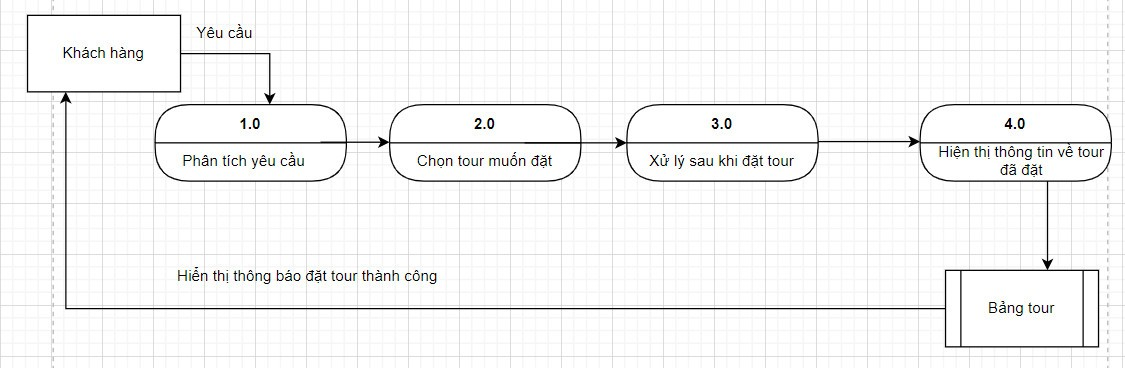 Khách hàng
Yêu cầu
1.0
Phân tích yêu cầu
2.0
Chọn tour muốn đặt
3.0
Xử lý sau khi đặt tour
4.0
Hiện thị thông tin về tour
đã đặt
Hiển thị thông báo đặt tour thành công
Bảng tour